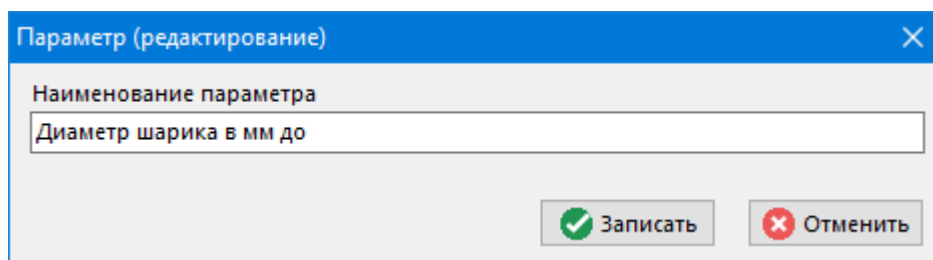 Параметр (редактирование)
Наименование параметра
Диаметр шарика в мм до
Записать Отменить